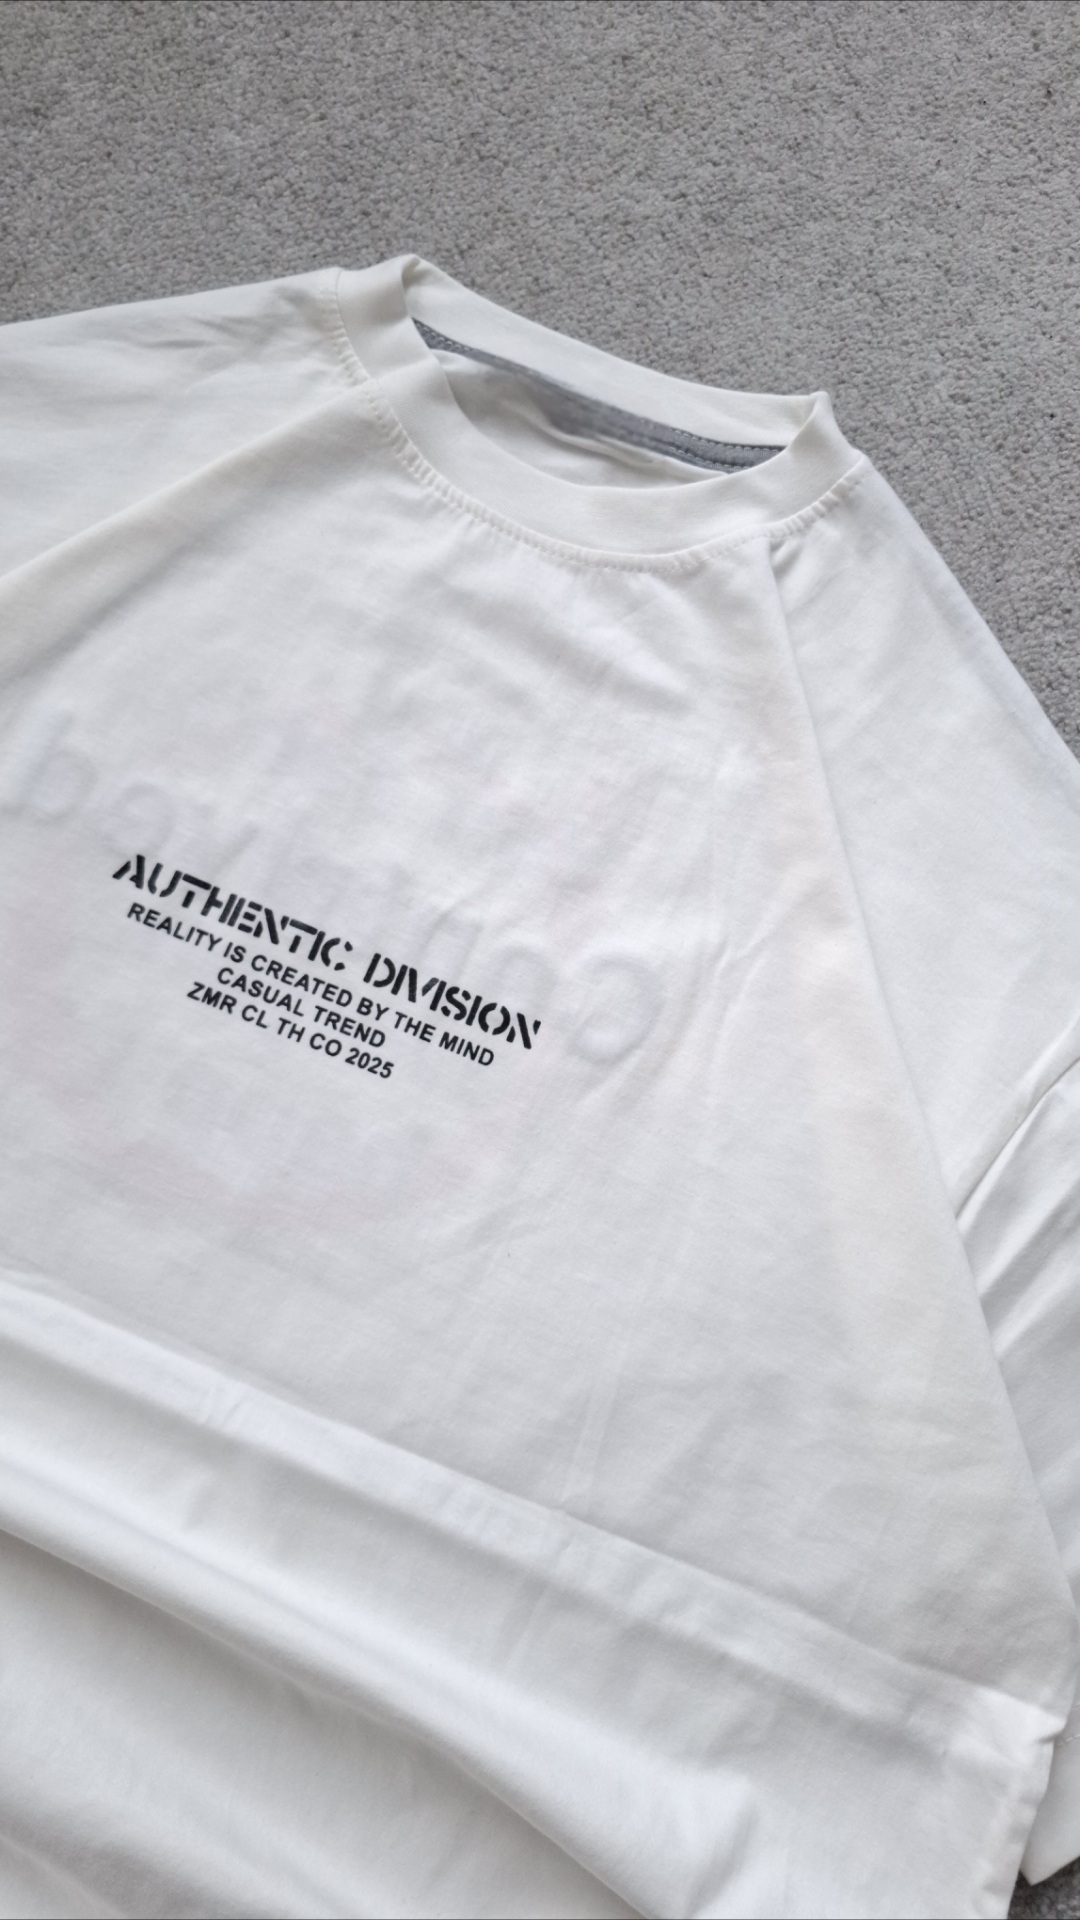 AUTHENTIC DIVISION
REALITY IS CREATED BY THE MIND
CASUAL TREND
ZMR CL TH CO 2025